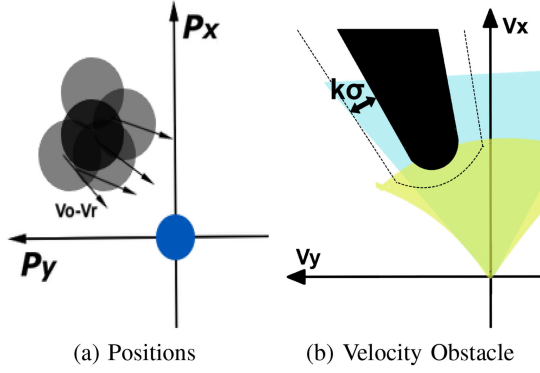 Px
Vo-Vr
Py
(a) Positions
Vx
kσ
Vy
(b) Velocity Obstacle